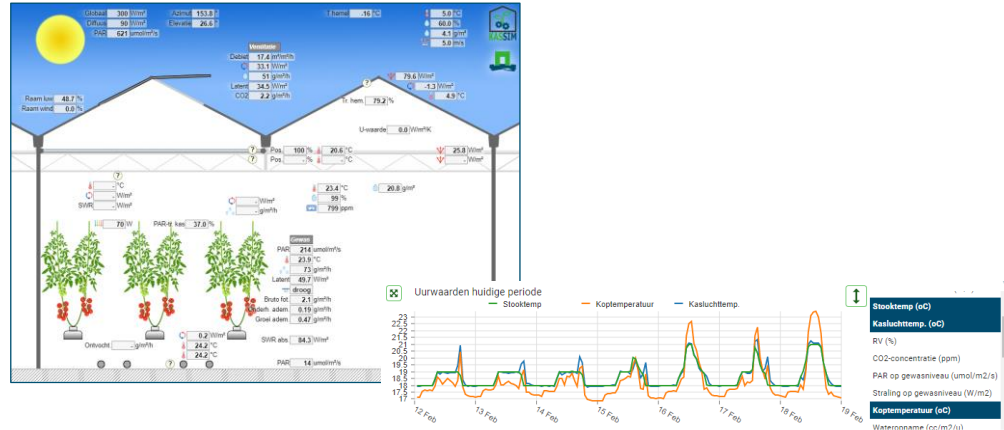 Globaal 300 W/m² Azimut 153.8 °
Diffuus 90 W/m² Elevatie 26.6 °
PAR 621 umol/m²/s
T hemel -16 °C
5.0 °C
60.0 %
4.1 g/m³
5.0 m/s
KASSIM
Ventilatie
Debiet 17.4 m³/m²/h
33.1 W/m²
51 g/m²/h
Latent 34.5 W/m²
CO2 2.2 g/m²/h
Raam luw 48.7 %
Raam wind 0.0 %
?
79.6 W/m²
-1.3 W/m²
4.9 °C
Tr. hem. 79.2 %
U-waarde 0.0 W/m²/K
? Pos. 100 % 20.6 °C 25.8 W/m²
? Pos. - % - °C - W/m²
?
- °C
- W/m²
SWR - W/m²
- W/m²
- g/m²/h
23.4 °C 20.8 g/m³
99 %
799 ppm
70 W PAR-tr. kas 37.0 %
Gewas
PAR 214 umol/m²/s
23.9 °C
73 g/m²/h
Latent 49.7 W/m²
droog
Bruto fot. 2.1 g/m²/h
Onderh. adem. 0.19 g/m²/h
Groei adem. 0.47 g/m²/h
SWR abs. 84.3 W/m²
PAR 14 umol/m²/s
Ontvocht - g/m²/h
0.2 W/m²
24.2 °C
? 24.2 °C
Uurwaarden huidige periode
Stooktemp Koptemperatuur Kasluchttemp.
23
22.5
22
21.5
21
20.5
20
19.5
19
18.5
18
17.5
17
12 Feb 13 Feb 14 Feb 15 Feb 16 Feb 17 Feb 18 Feb 19 Feb
Stooktemp (oC)
Kasluchttemp. (oC)
RV (%)
CO2-concentratie (ppm)
PAR op gewasniveau (umol/m2/s)
Straling op gewasniveau (W/m2)
Koptemperatuur (oC)
Wateropname (cc/m2/u)